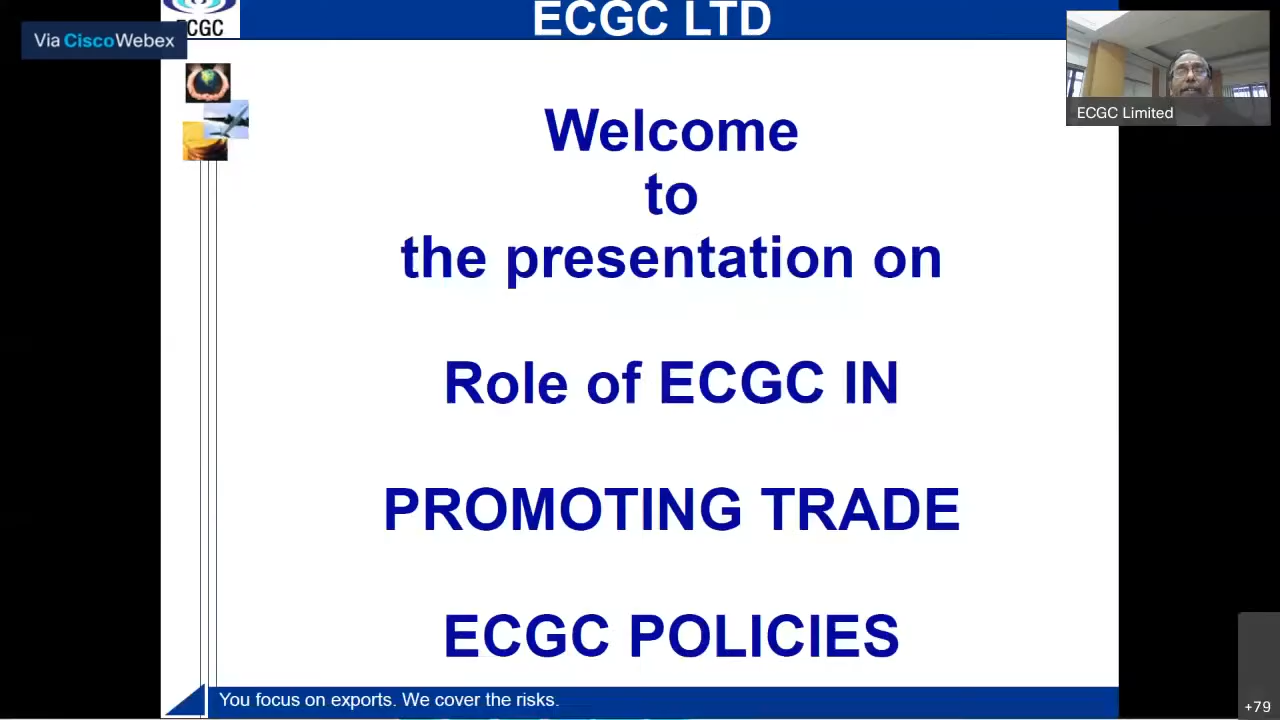 ECGC LTD
ECGC
Via CiscoWebex
ECGC Limited
Welcome
to
the presentation on
Role of ECGC IN
PROMOTING TRADE
ECGC POLICIES
You focus on exports. We cover the risks.
+79